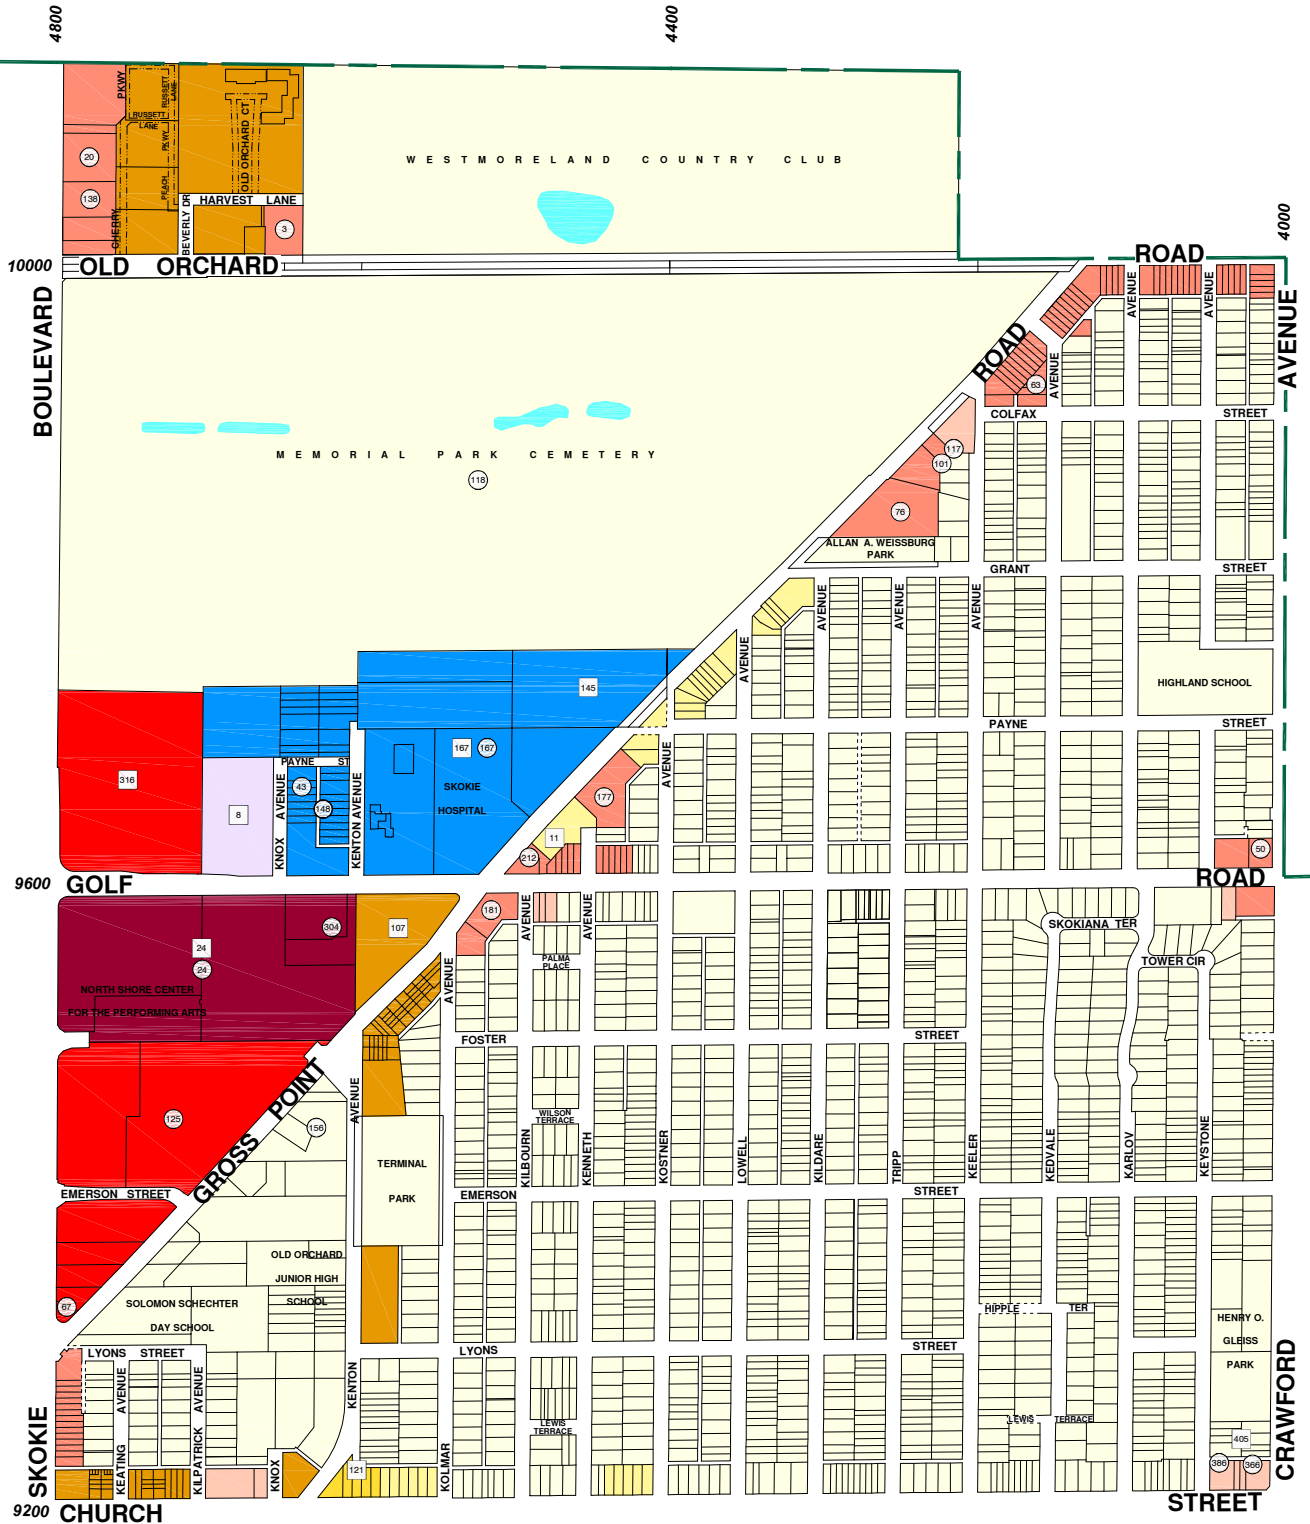 4800
4400
4000
PKWY
RUSSETT
LANE
RUSSETT
LANE
PKWY
PEACH
CHERRY
OLD ORCHARD CT
20
138
BEVERLY DR
HARVEST LANE
3
WESTMORELAND COUNTRY CLUB
10000
OLD ORCHARD
ROAD
BOULEVARD
AVENUE
AVENUE
AVENUE
ROAD
AVENUE
63
COLFAX
STREET
117
101
76
MEMORIAL PARK CEMETERY
118
ALLAN A. WEISSBURG
PARK
GRANT
STREET
AVENUE
AVENUE
AVENUE
AVENUE
HIGHLAND SCHOOL
PAYNE
STREET
145
167
167
SKOKIE
HOSPITAL
316
8
PAYNE ST
43
148
KNOX AVENUE
KENTON AVENUE
AVENUE
177
11
212
50
9600
GOLF
ROAD
304
107
24
24
NORTH SHORE CENTER
FOR THE PERFORMING ARTS
181
AVENUE
AVENUE
AVENUE
PALMA
PLACE
SKOKIANA TER
TOWER CIR
FOSTER
STREET
125
156
GROSS POINT
AVENUE
WILSON
TERRACE
TERMINAL
PARK
KILBOURN
KENNETH
KOSTNER
LOWELL
KILDARE
TRIPP
KEELER
KEDVALE
KARLOV
KEYSTONE
EMERSON STREET
EMERSON
STREET
OLD ORCHARD
JUNIOR HIGH
SCHOOL
SOLOMON SCHECHTER
DAY SCHOOL
67
HIPPLE TER
HENRY O.
GLEISS
PARK
LYONS STREET
LYONS
STREET
SKOKIE
KEATING AVENUE
KILPATRICK AVENUE
KNOX
KENTON
KOLMAR
121
LEWIS
TERRACE
LEWIS TERRACE
405
386
366
CRAWFORD
9200
CHURCH
STREET